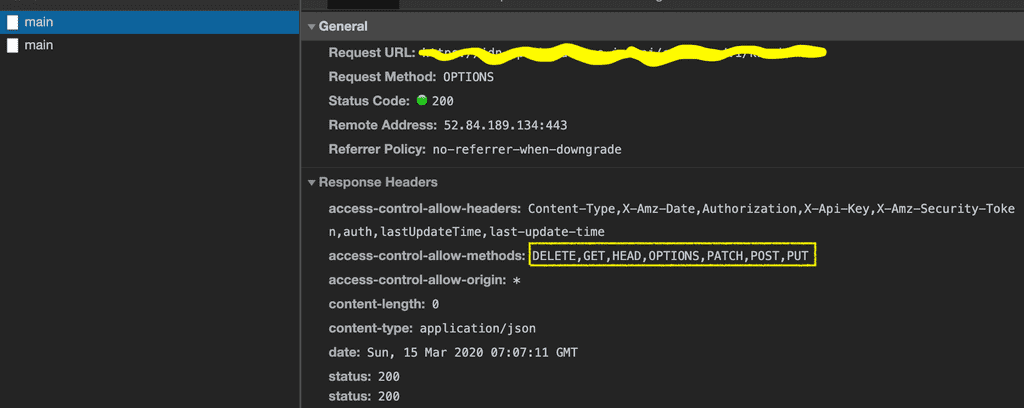 main
main
General
Request URL:
Request Method: OPTIONS
Status Code: 200
Remote Address: 52.84.189.134:443
Referrer Policy: no-referrer-when-downgrade
Response Headers
access-control-allow-headers: Content-Type,X-Amz-Date,Authorization,X-Api-Key,X-Amz-Security-Toke
n,auth,lastUpdateTime,last-update-time
access-control-allow-methods: DELETE,GET,HEAD,OPTIONS,PATCH,POST,PUT
access-control-allow-origin: *
content-length: 0
content-type: application/json
date: Sun, 15 Mar 2020 07:07:11 GMT
status: 200
status: 200